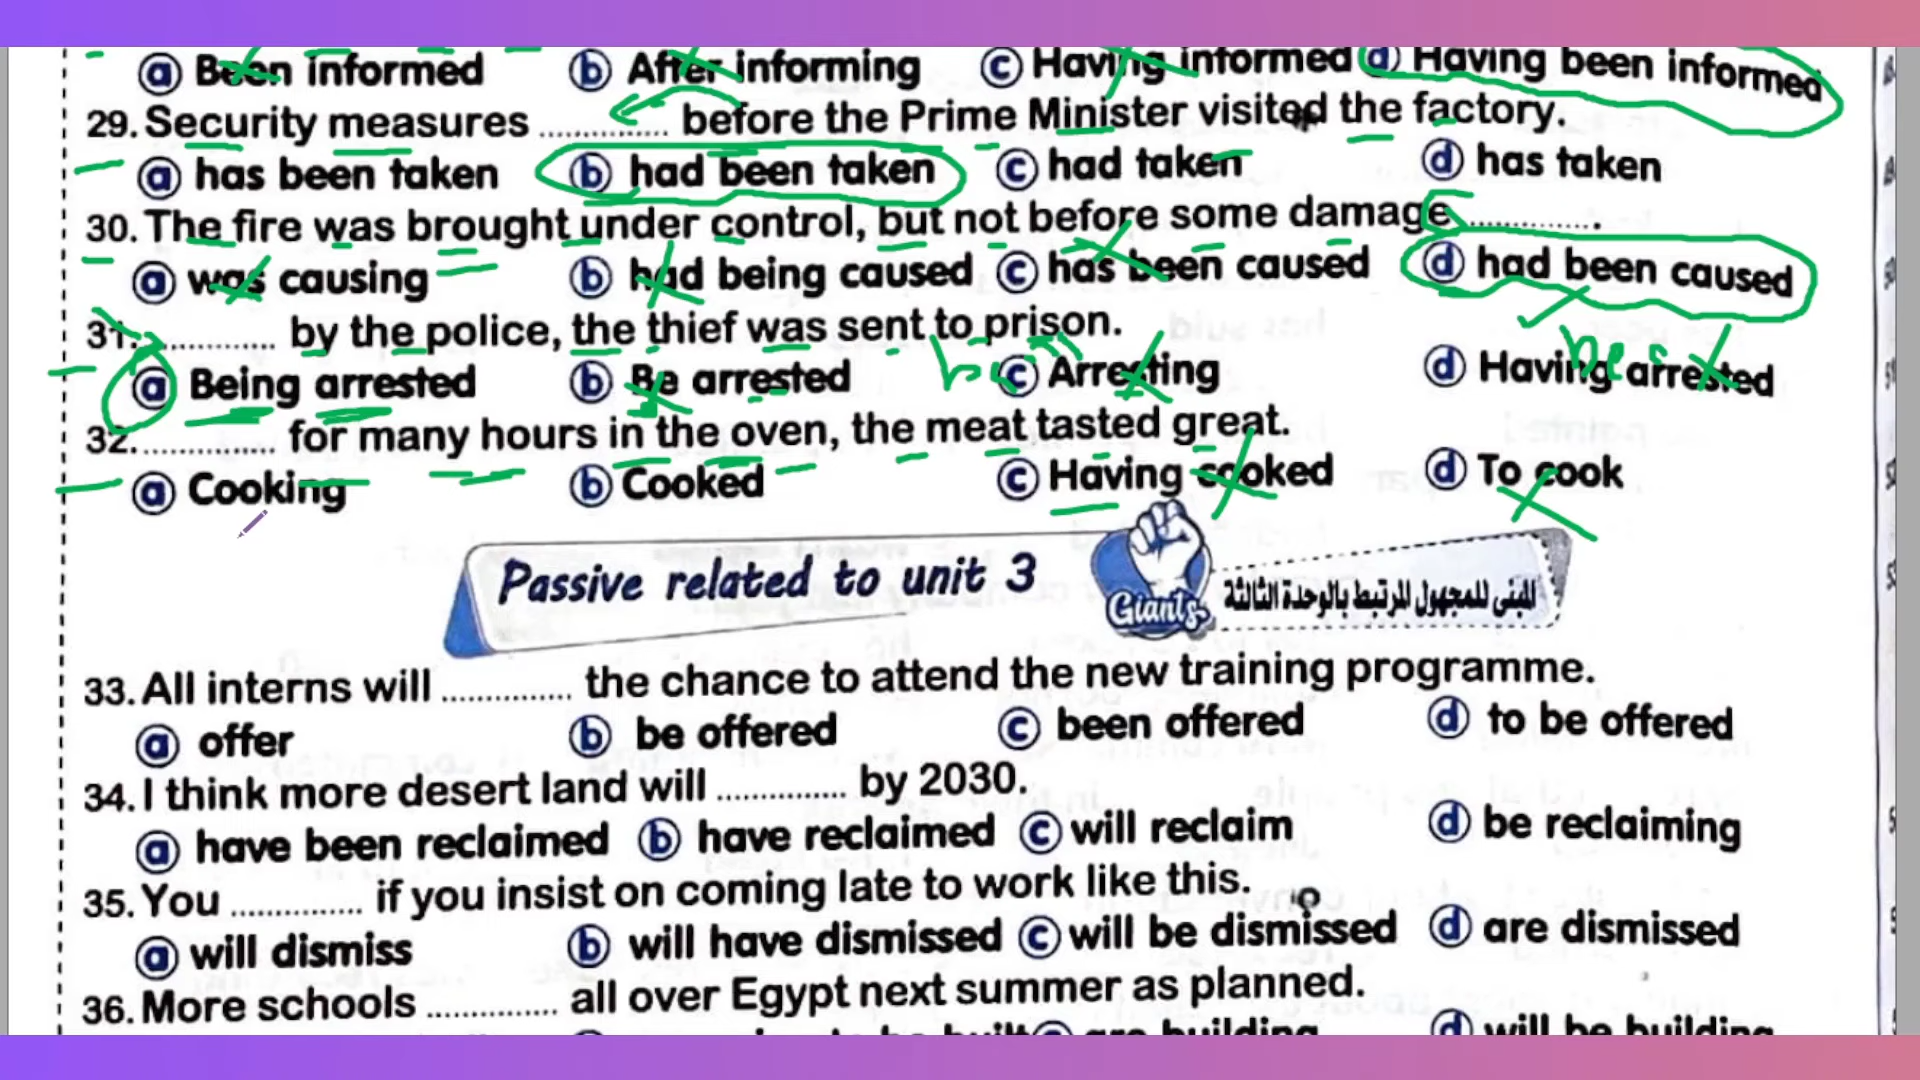 a Been informed b After informing c Having informed d Having been informed
29. Security measures .............. before the Prime Minister visited the factory.
a has been taken b had been taken c had taken d has taken
30. The fire was brought under control, but not before some damage ..............
a was causing b had being caused c has been caused d had been caused
31. .............. by the police, the thief was sent to prison.
a Being arrested b Be arrested c Arresting d Having arrested
32. .............. for many hours in the oven, the meat tasted great.
a Cooking b Cooked c Having cooked d To cook
Passive related to unit 3
Giants
المبني للمجهول المرتبط بالوحدة الثالثة
33. All interns will .............. the chance to attend the new training programme.
a offer b be offered c been offered d to be offered
34. I think more desert land will .............. by 2030.
a have been reclaimed b have reclaimed c will reclaim d be reclaiming
35. You .............. if you insist on coming late to work like this.
a will dismiss b will have dismissed c will be dismissed d are dismissed
36. More schools .............. all over Egypt next summer as planned.
to be built c are building d will be building